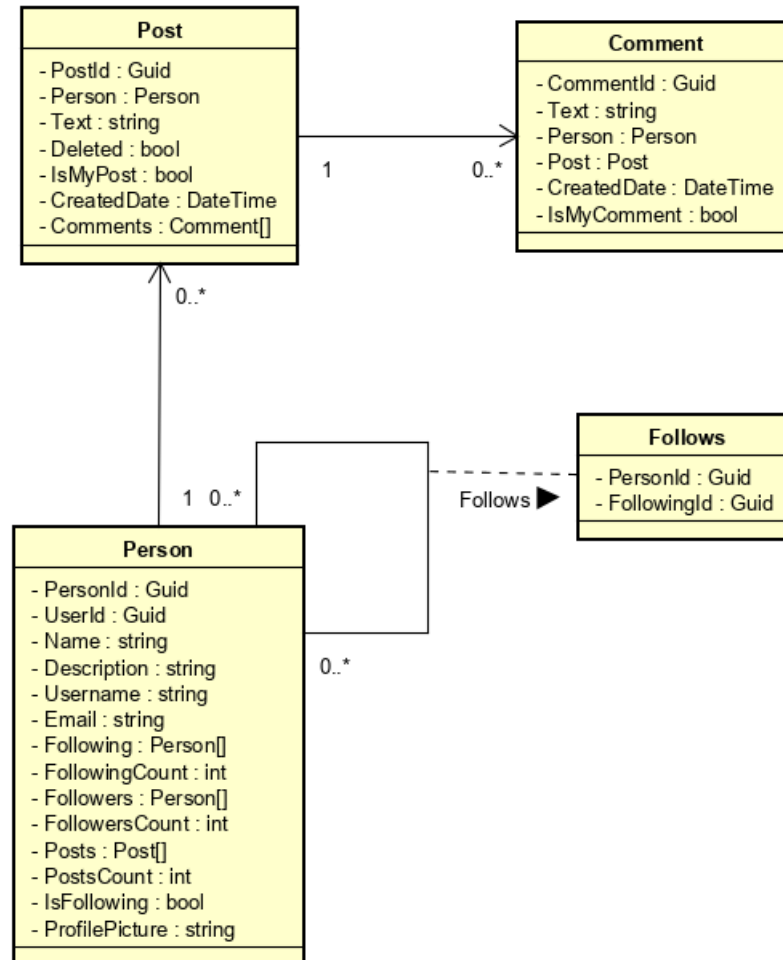 Post
- PostId : Guid
- Person : Person
- Text : string
- Deleted : bool
- IsMyPost : bool
- CreatedDate : DateTime
- Comments : Comment[]
Comment
- CommentId : Guid
- Text : string
- Person : Person
- Post : Post
- CreatedDate : DateTime
- IsMyComment : bool
1
0..*
0..*
Follows
- PersonId : Guid
- FollowingId : Guid
Follows ▶
1
0..*
Person
- PersonId : Guid
- UserId : Guid
- Name : string
- Description : string
- Username : string
- Email : string
- Following : Person[]
- FollowingCount : int
- Followers : Person[]
- FollowersCount : int
- Posts : Post[]
- PostsCount : int
- IsFollowing : bool
- ProfilePicture : string
0..*